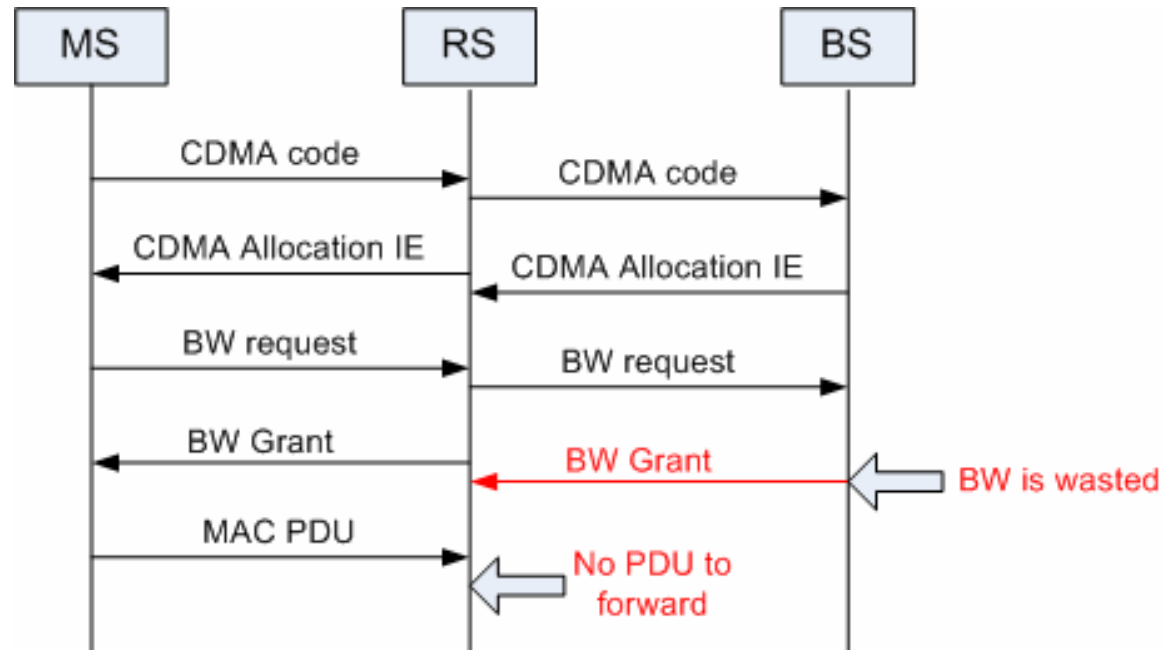 MS
RS
BS
CDMA code
CDMA code
CDMA Allocation IE
CDMA Allocation IE
BW request
BW request
BW Grant
BW Grant
BW is wasted
MAC PDU
No PDU to
forward